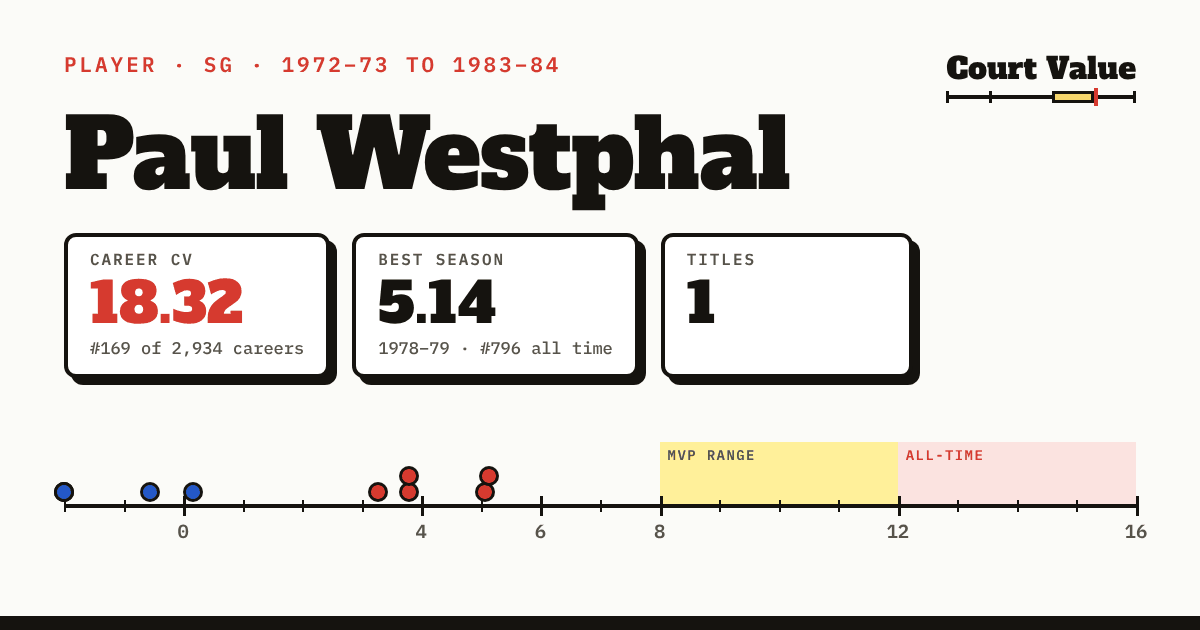 PLAYER · SG · 1972–73 TO 1983–84
Court Value
Paul Westphal
CAREER CV
18.32
#169 of 2,934 careers
BEST SEASON
5.14
1978–79 · #796 all time
TITLES
1
MVP RANGE
ALL-TIME
0 4 6 8 12 16